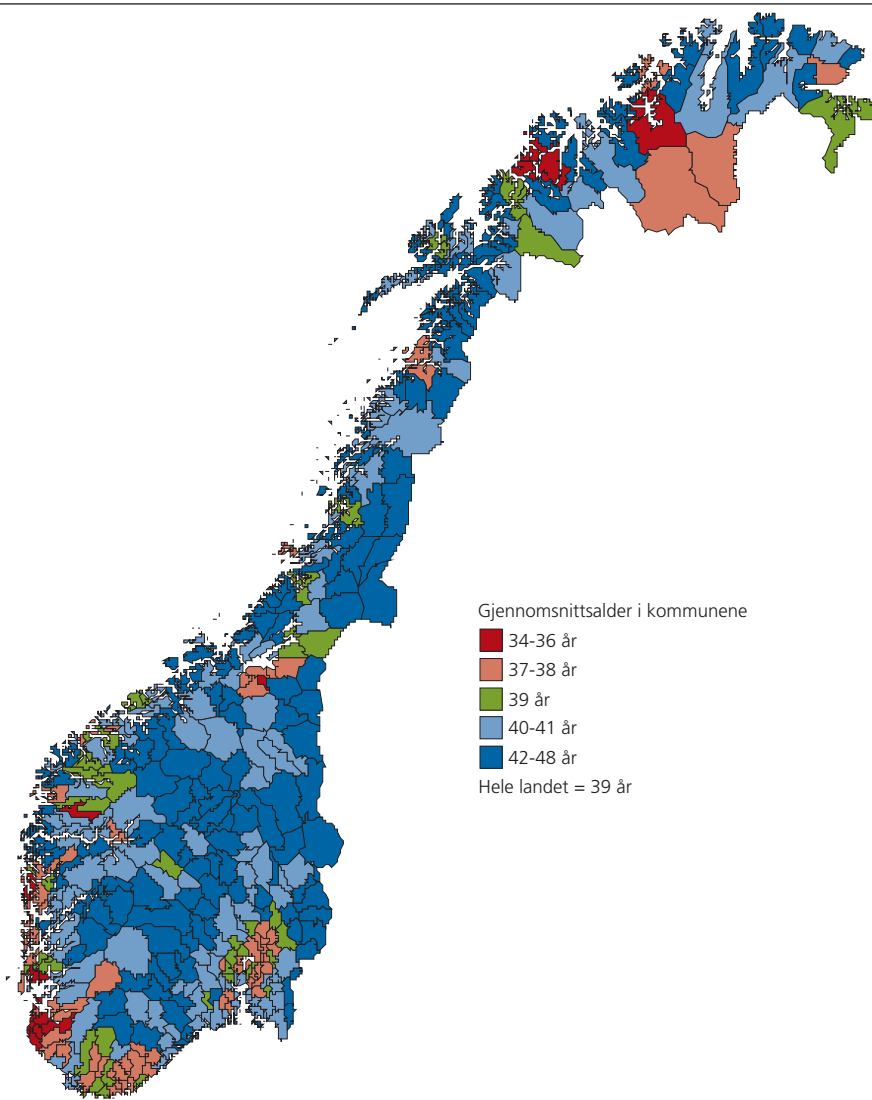 Gjennomsnittsalder i kommunene
34-36 år
37-38 år
39 år
40-41 år
42-48 år
Hele landet = 39 år